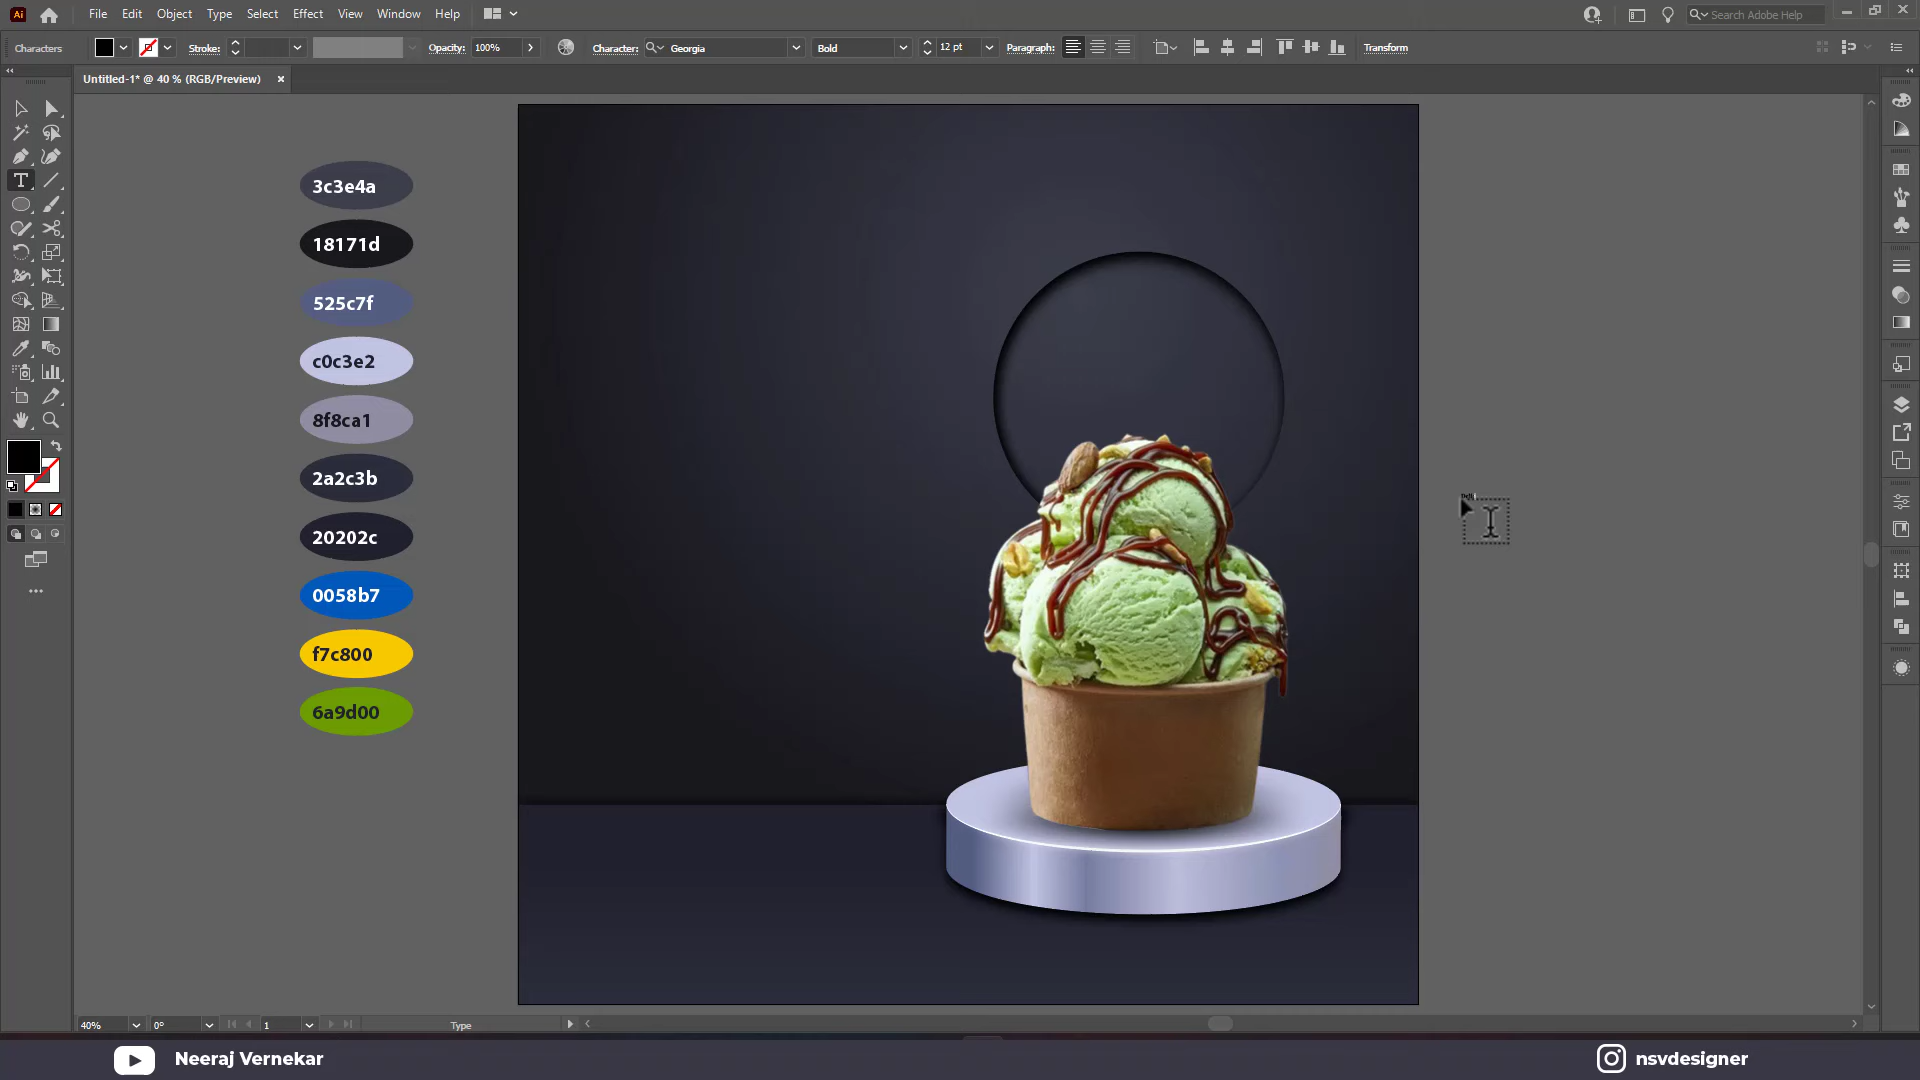 Ai
File Edit Object Type Select Effect View Window Help
Search Adobe Help
Characters
Stroke:
Opacity: 100%
Character: Georgia
Bold
12 pt
Paragraph:
Transform
Untitled-1* @ 40 % (RGB/Preview)
3c3e4a
18171d
525c7f
c0c3e2
8f8ca1
2a2c3b
20202c
0058b7
f7c800
6a9d00
40%
0°
1
Type
Neeraj Vernekar
nsvdesigner